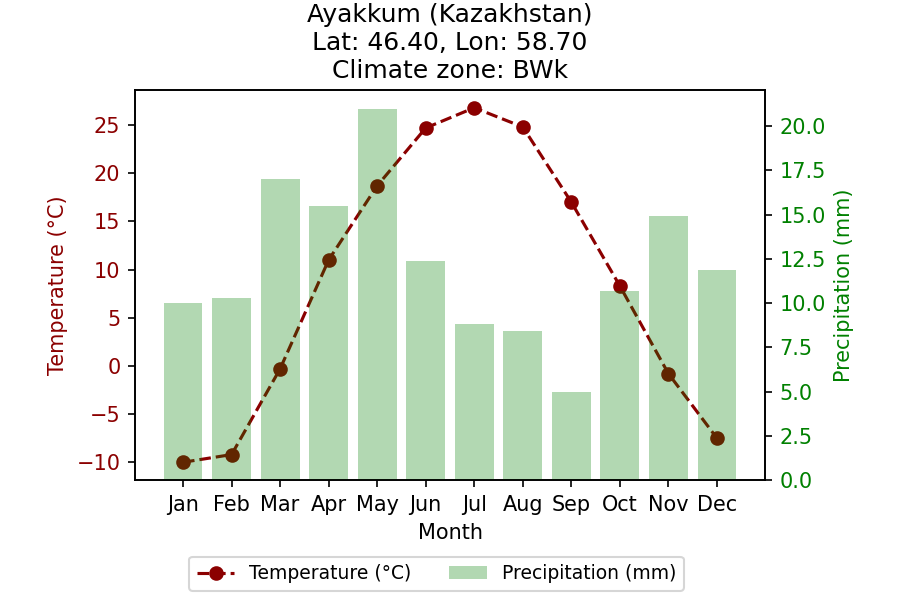 Ayakkum (Kazakhstan)
Lat: 46.40, Lon: 58.70
Climate zone: BWk
Temperature (°C)
25
20
15
10
5
0
−5
−10
20.0
17.5
15.0
12.5
10.0
7.5
5.0
2.5
0.0
Precipitation (mm)
Jan Feb Mar Apr May Jun Jul Aug Sep Oct Nov Dec
Month
Temperature (°C) Precipitation (mm)